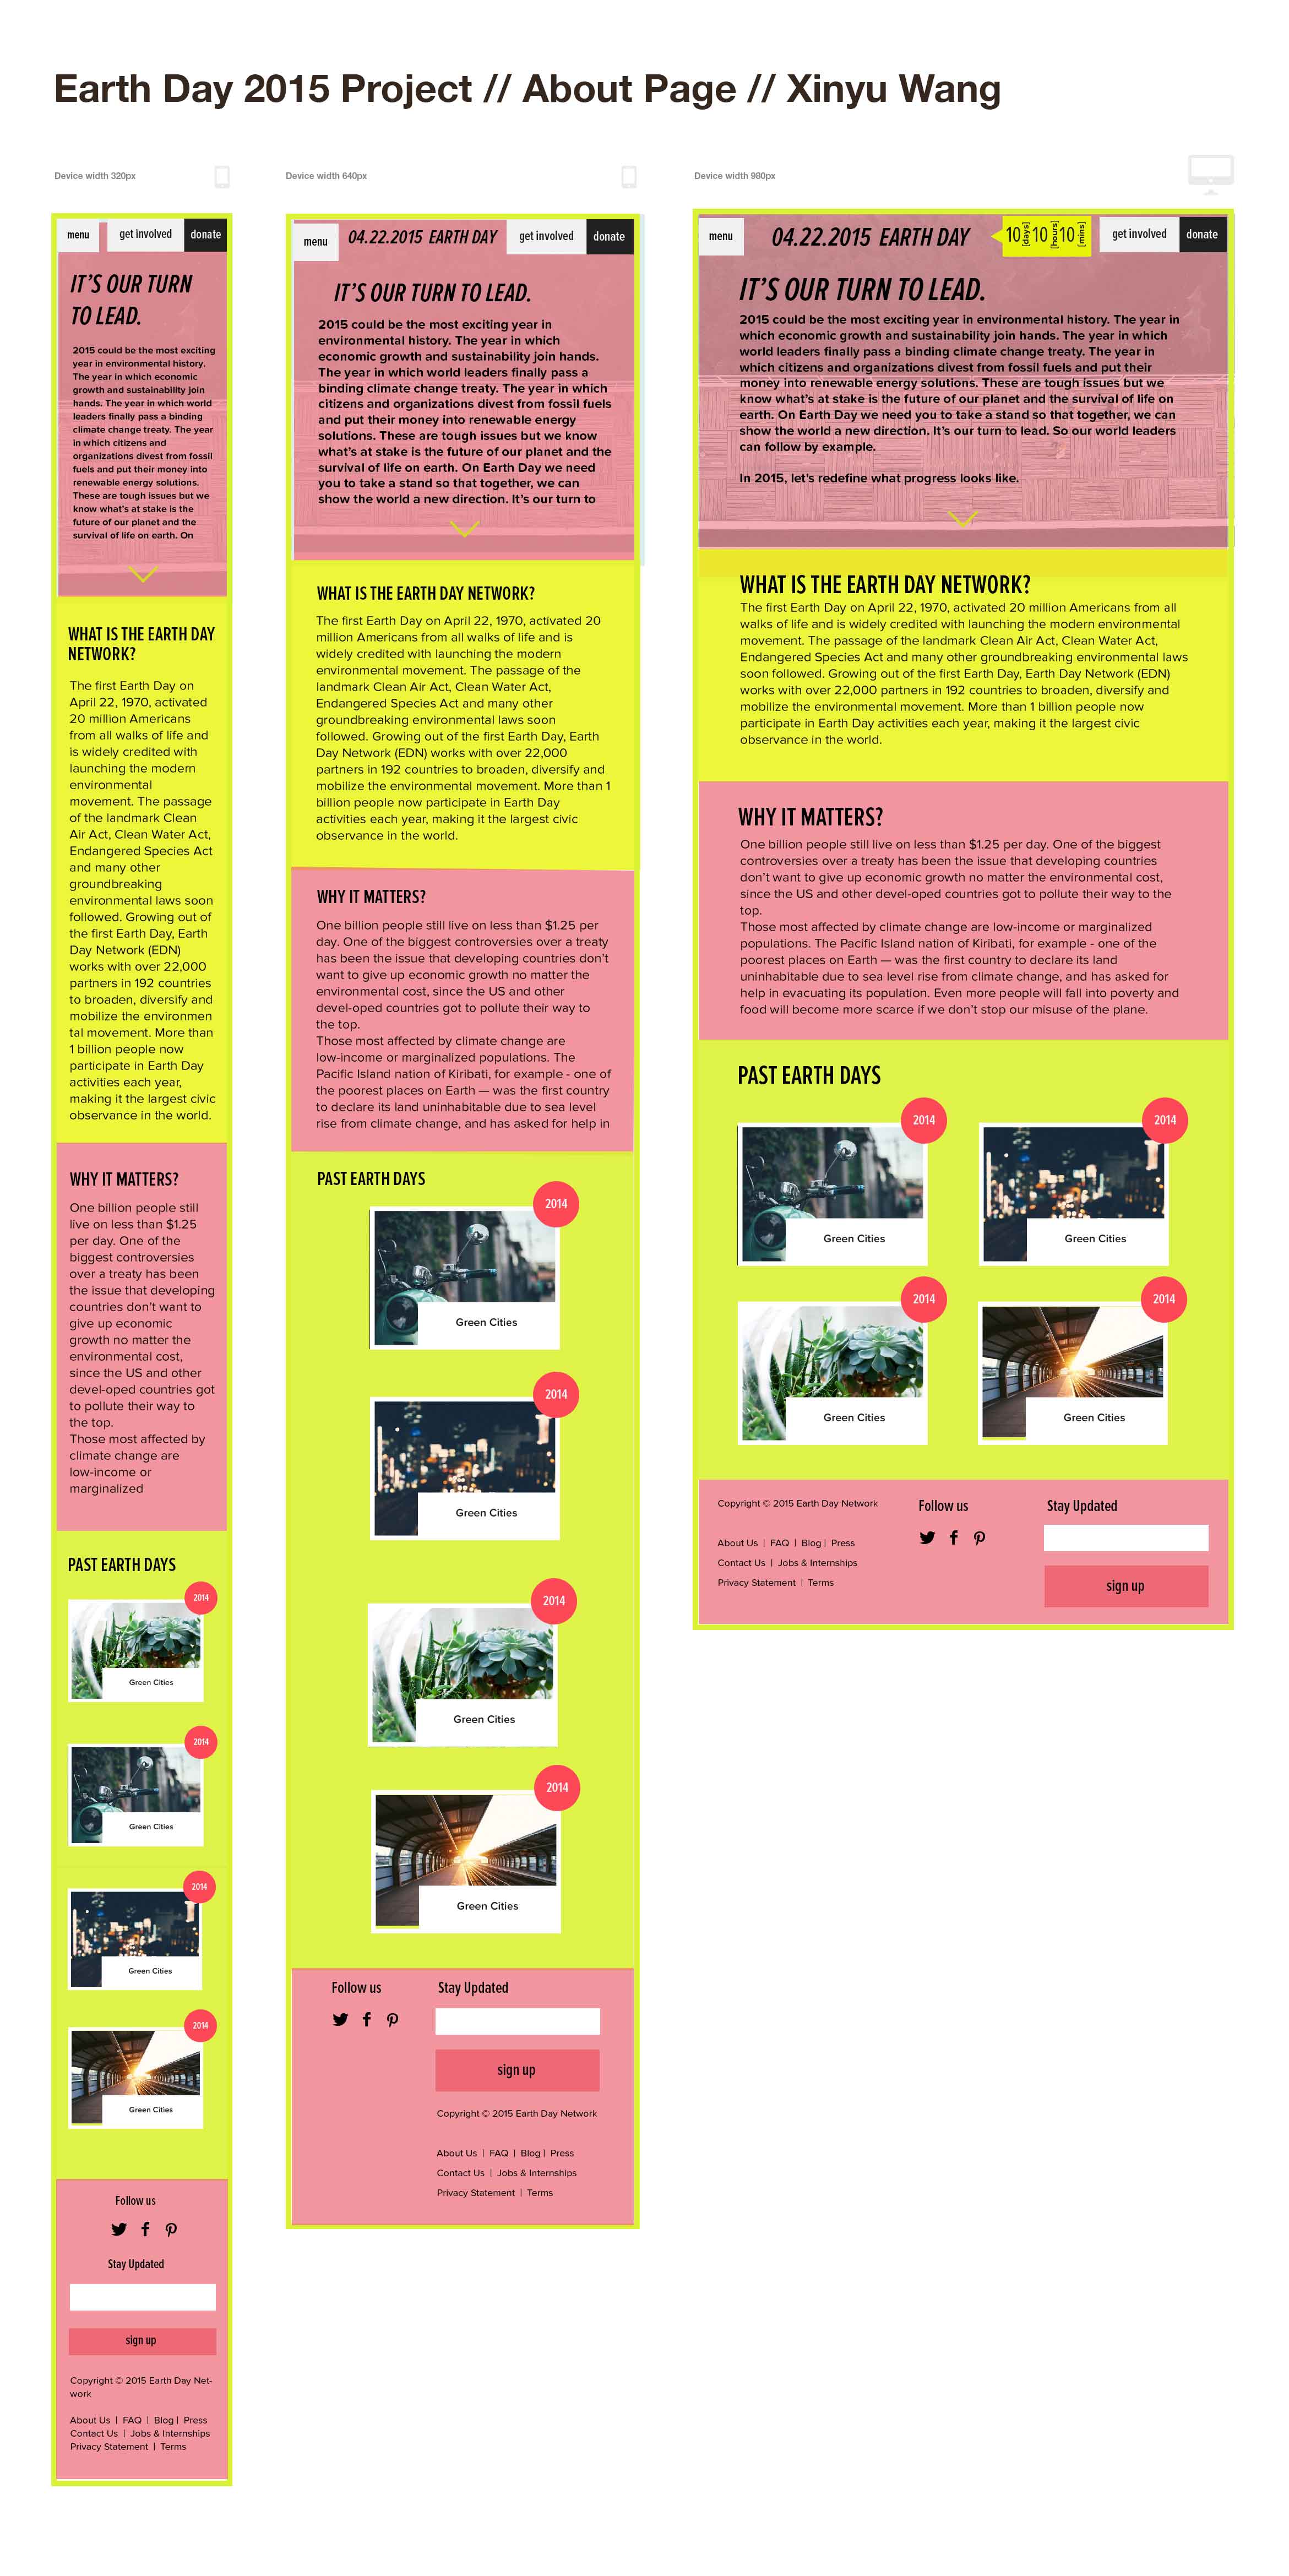 Earth Day 2015 Project // About Page // Xinyu Wang
Device width 320px
menu
get involved
donate
IT'S OUR TURN
TO LEAD.
2015 could be the most exciting
year in environmental history.
The year in which economic
growth and sustainability join
hands. The year in which world
leaders finally pass a binding
climate change treaty. The year
in which citizens and
organizations divest from fossil
fuels and put their money into
renewable energy solutions.
These are tough issues but we
know what's at stake is the
future of our planet and the
survival of life on earth. On
WHAT IS THE EARTH DAY
NETWORK?
The first Earth Day on
April 22, 1970, activated
20 million Americans
from all walks of life and
is widely credited with
launching the modern
environmental
movement. The passage
of the landmark Clean
Air Act, Clean Water Act,
Endangered Species Act
and many other
groundbreaking
environmental laws soon
followed. Growing out of
the first Earth Day, Earth
Day Network (EDN)
works with over 22,000
partners in 192 countries
to broaden, diversify and
mobilize the environmen
tal movement. More than
1 billion people now
participate in Earth Day
activities each year,
making it the largest civic
observance in the world.
WHY IT MATTERS?
One billion people still
live on less than $1.25
per day. One of the
biggest controversies
over a treaty has been
the issue that developing
countries don't want to
give up economic
growth no matter the
environmental cost,
since the US and other
devel-oped countries got
to pollute their way to
the top.
Those most affected by
climate change are
low-income or
marginalized
PAST EARTH DAYS
2014
Green Cities
2014
Green Cities
2014
Green Cities
2014
Green Cities
Follow us
Stay Updated
sign up
Copyright © 2015 Earth Day Net-
work
About Us | FAQ | Blog | Press
Contact Us | Jobs & Internships
Privacy Statement | Terms
Device width 640px
menu
04.22.2015 EARTH DAY
get involved
donate
IT'S OUR TURN TO LEAD.
2015 could be the most exciting year in
environmental history. The year in which
economic growth and sustainability join hands.
The year in which world leaders finally pass a
binding climate change treaty. The year in which
citizens and organizations divest from fossil fuels
and put their money into renewable energy
solutions. These are tough issues but we know
what's at stake is the future of our planet and the
survival of life on earth. On Earth Day we need
you to take a stand so that together, we can
show the world a new direction. It's our turn to
WHAT IS THE EARTH DAY NETWORK?
The first Earth Day on April 22, 1970, activated 20
million Americans from all walks of life and is
widely credited with launching the modern
environmental movement. The passage of the
landmark Clean Air Act, Clean Water Act,
Endangered Species Act and many other
groundbreaking environmental laws soon
followed. Growing out of the first Earth Day, Earth
Day Network (EDN) works with over 22,000
partners in 192 countries to broaden, diversify and
mobilize the environmental movement. More than 1
billion people now participate in Earth Day
activities each year, making it the largest civic
observance in the world.
WHY IT MATTERS?
One billion people still live on less than $1.25 per
day. One of the biggest controversies over a treaty
has been the issue that developing countries don't
want to give up economic growth no matter the
environmental cost, since the US and other
devel-oped countries got to pollute their way to
the top.
Those most affected by climate change are
low-income or marginalized populations. The
Pacific Island nation of Kiribati, for example - one of
the poorest places on Earth — was the first country
to declare its land uninhabitable due to sea level
rise from climate change, and has asked for help in
PAST EARTH DAYS
2014
Green Cities
2014
Green Cities
2014
Green Cities
2014
Green Cities
Follow us
Stay Updated
sign up
Copyright © 2015 Earth Day Network
About Us | FAQ | Blog | Press
Contact Us | Jobs & Internships
Privacy Statement | Terms
Device width 980px
menu
04.22.2015 EARTH DAY
10 [days] 10 [hours] 10 [mins]
get involved
donate
IT'S OUR TURN TO LEAD.
2015 could be the most exciting year in environmental history. The year in
which economic growth and sustainability join hands. The year in which
world leaders finally pass a binding climate change treaty. The year in
which citizens and organizations divest from fossil fuels and put their
money into renewable energy solutions. These are tough issues but we
know what's at stake is the future of our planet and the survival of life on
earth. On Earth Day we need you to take a stand so that together, we can
show the world a new direction. It's our turn to lead. So our world leaders
can follow by example.
In 2015, let's redefine what progress looks like.
WHAT IS THE EARTH DAY NETWORK?
The first Earth Day on April 22, 1970, activated 20 million Americans from all
walks of life and is widely credited with launching the modern environmental
movement. The passage of the landmark Clean Air Act, Clean Water Act,
Endangered Species Act and many other groundbreaking environmental laws
soon followed. Growing out of the first Earth Day, Earth Day Network (EDN)
works with over 22,000 partners in 192 countries to broaden, diversify and
mobilize the environmental movement. More than 1 billion people now
participate in Earth Day activities each year, making it the largest civic
observance in the world.
WHY IT MATTERS?
One billion people still live on less than $1.25 per day. One of the biggest
controversies over a treaty has been the issue that developing countries
don't want to give up economic growth no matter the environmental cost,
since the US and other devel-oped countries got to pollute their way to the
top.
Those most affected by climate change are low-income or marginalized
populations. The Pacific Island nation of Kiribati, for example - one of the
poorest places on Earth — was the first country to declare its land
uninhabitable due to sea level rise from climate change, and has asked for
help in evacuating its population. Even more people will fall into poverty and
food will become more scarce if we don't stop our misuse of the plane.
PAST EARTH DAYS
2014
Green Cities
2014
Green Cities
2014
Green Cities
2014
Green Cities
Copyright © 2015 Earth Day Network
About Us | FAQ | Blog | Press
Contact Us | Jobs & Internships
Privacy Statement | Terms
Follow us
Stay Updated
sign up